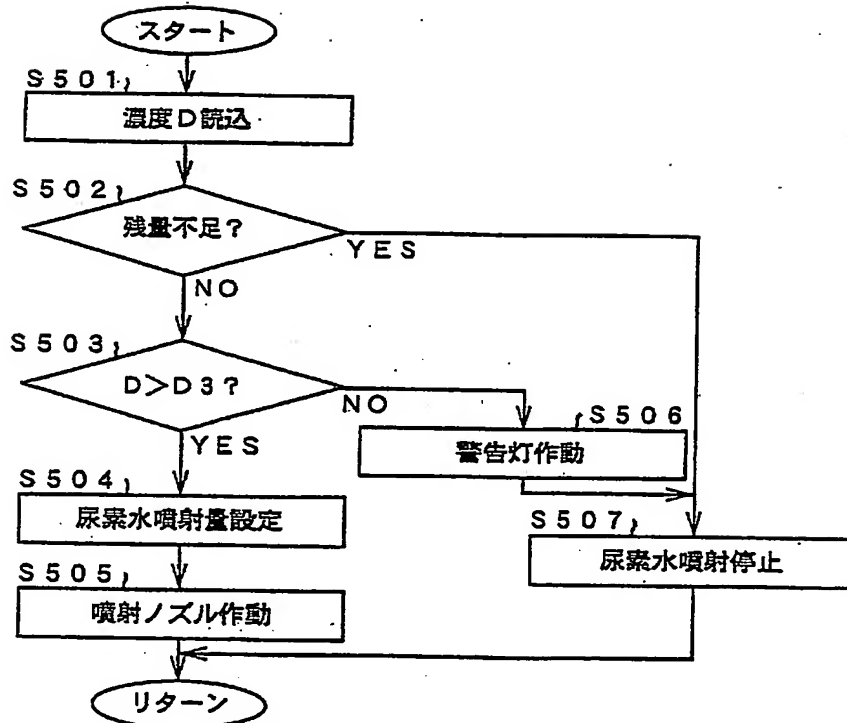 スタート
S501
濃度D読込
S502
残量不足?
YES
NO
S503
D>D3?
NO
YES
S506
警告灯作動
S504
尿素水噴射量設定
S507
尿素水噴射停止
S505
噴射ノズル作動
リターン